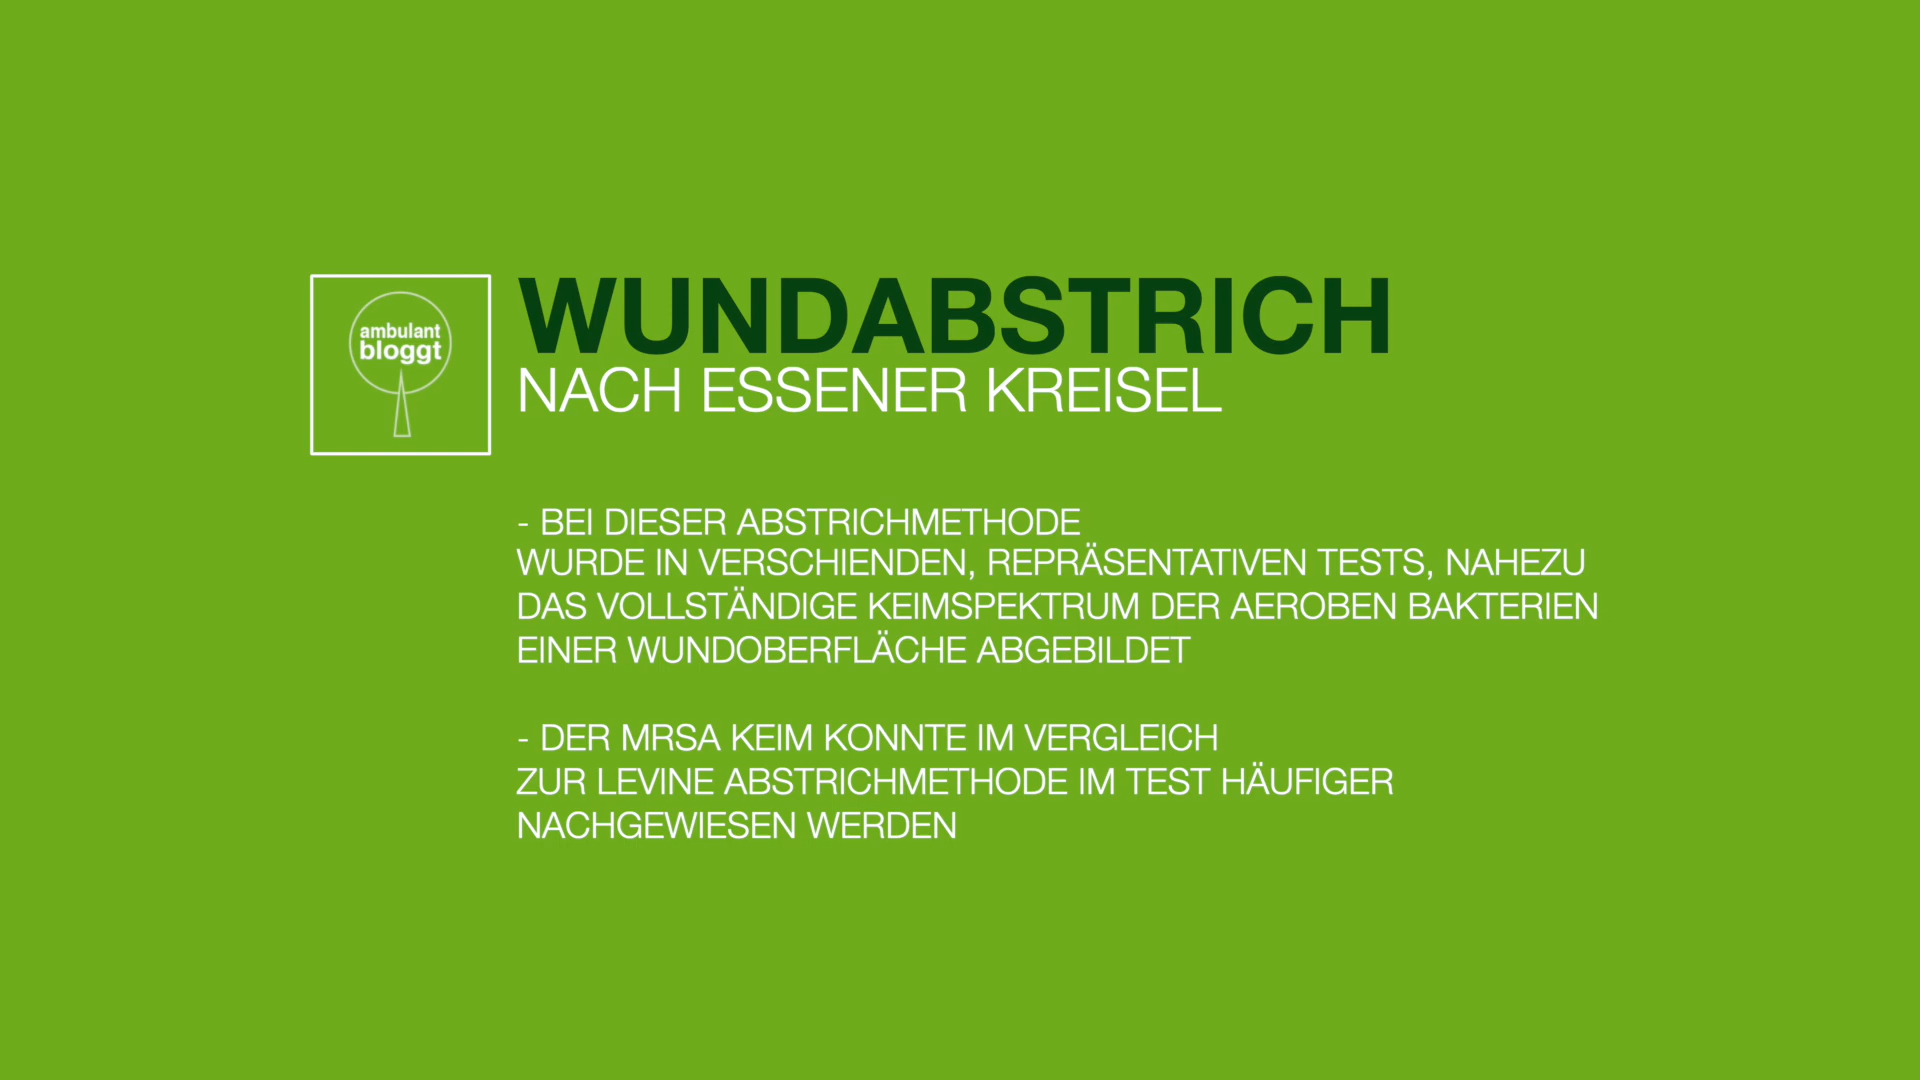 ambulant
bloggt
WUNDABSTRICH
NACH ESSENER KREISEL
- BEI DIESER ABSTRICHMETHODE
WURDE IN VERSCHIENDEN, REPRÄSENTATIVEN TESTS, NAHEZU
DAS VOLLSTÄNDIGE KEIMSPEKTRUM DER AEROBEN BAKTERIEN
EINER WUNDOBERFLÄCHE ABGEBILDET
- DER MRSA KEIM KONNTE IM VERGLEICH
ZUR LEVINE ABSTRICHMETHODE IM TEST HÄUFIGER
NACHGEWIESEN WERDEN